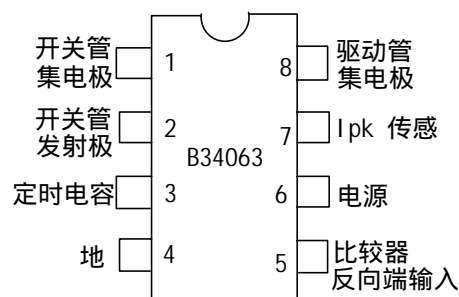 开关管
集电极
1
开关管
发射极
2
定时电容
3
地
4
B34063
8
驱动管
集电极
7
Ipk 传感
6
电源
5
比较器
反向端输入